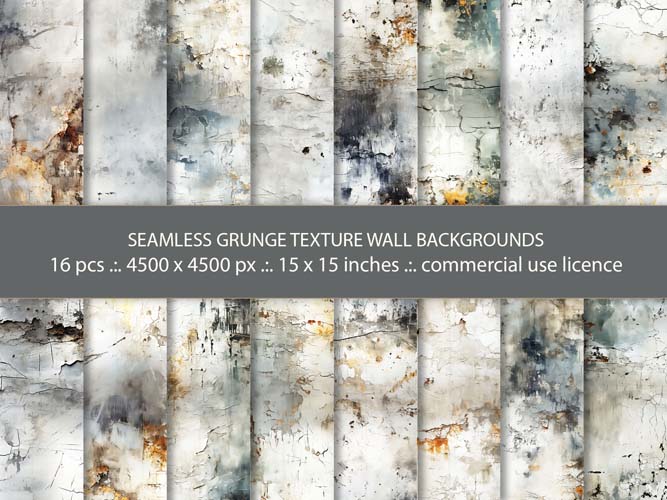 SEAMLESS GRUNGE TEXTURE WALL BACKGROUNDS
16 pcs .:. 4500 x 4500 px .:. 15 x 15 inches .:. commercial use licence